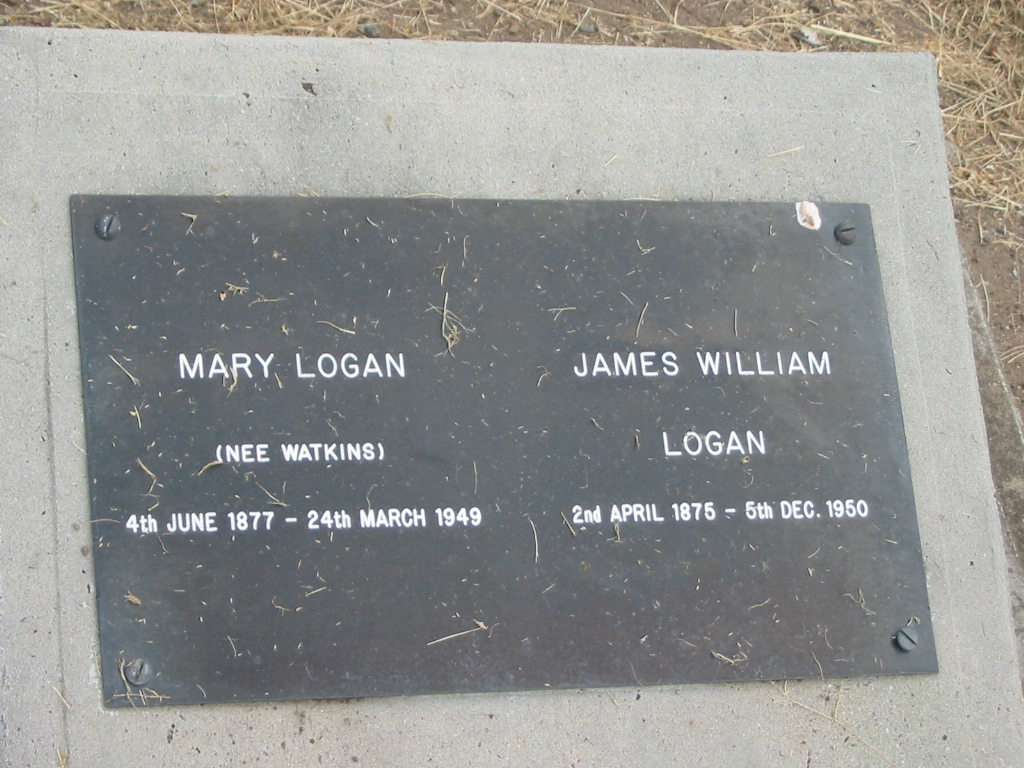 MARY LOGAN
(NEE WATKINS)
4th JUNE 1877 - 24th MARCH 1949
JAMES WILLIAM
LOGAN
2nd APRIL 1875 - 5th DEC. 1950